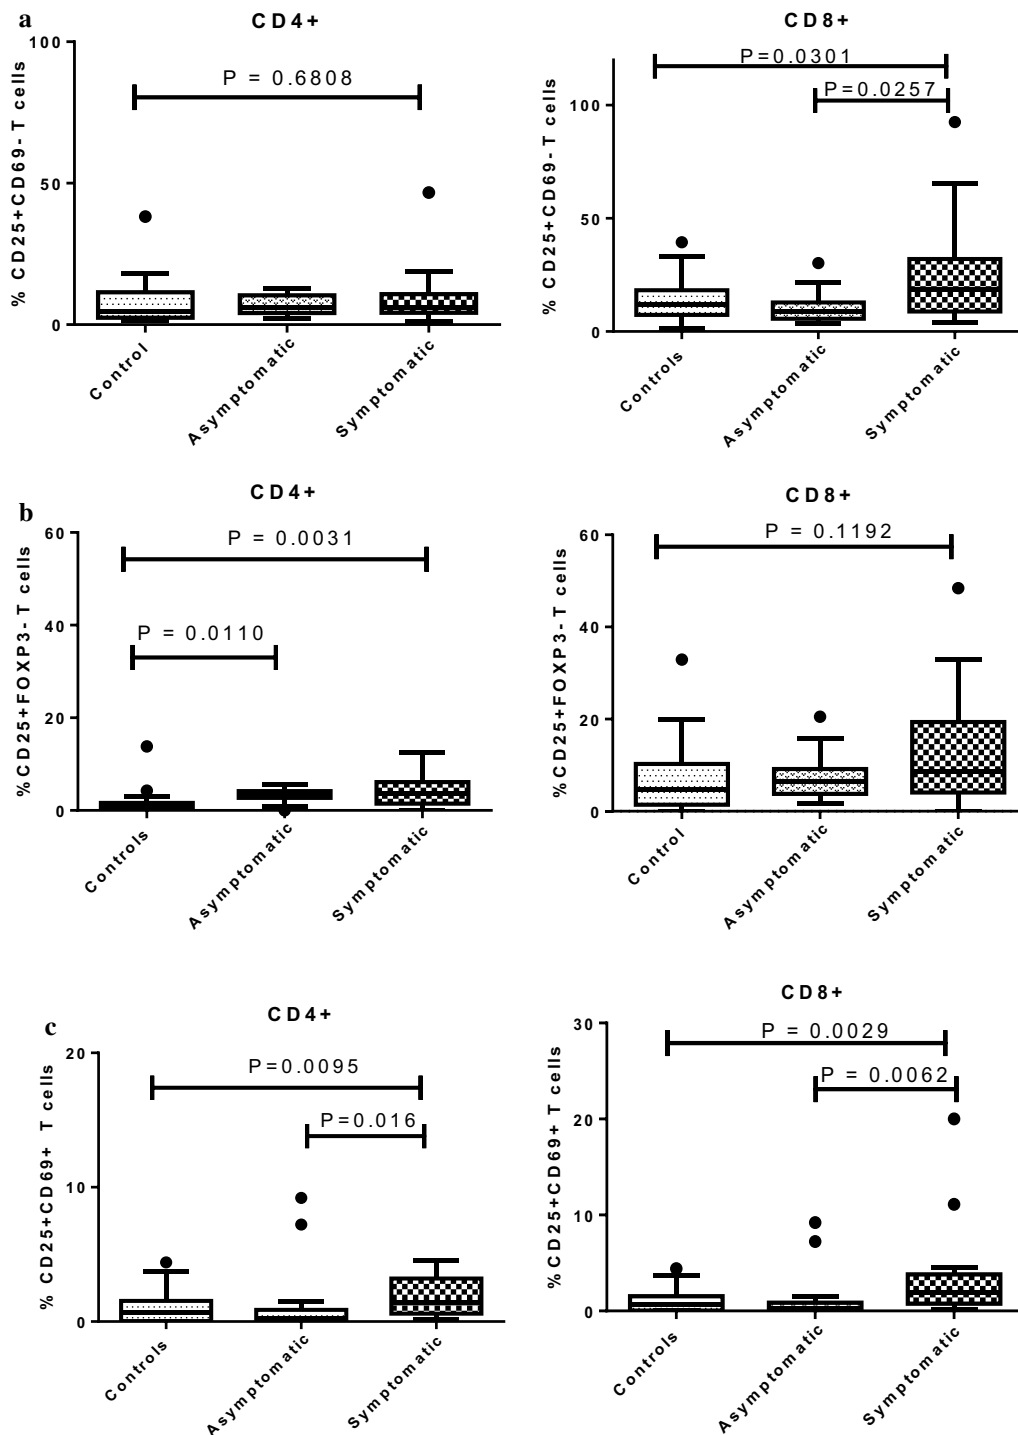 a
CD4+
% CD25+CD69- T cells
100
50
0
P = 0.6808
Control
Asymptomatic
Symptomatic
CD8+
% CD25+CD69- T cells
100
50
0
P=0.0301
P=0.0257
Controls
Asymptomatic
Symptomatic
b
CD4+
%CD25+FOXP3- T cells
60
40
20
0
P = 0.0031
P = 0.0110
Controls
Asymptomatic
Symptomatic
CD8+
%CD25+FOXP3- T cells
60
40
20
0
P = 0.1192
Control
Asymptomatic
Symptomatic
c
CD4+
% CD25+CD69+ T cells
20
10
0
P=0.0095
P=0.016
Controls
Asymptomatic
Symptomatic
CD8+
%CD25+CD69+ T cells
30
20
10
0
P = 0.0029
P = 0.0062
Controls
Asymptomatic
Symptomatic